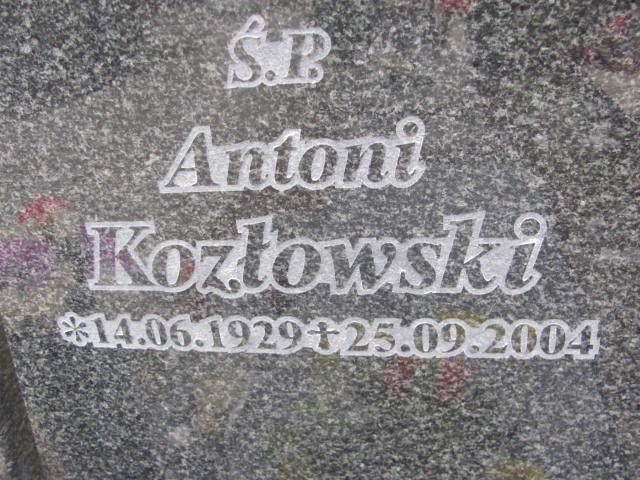 Ś.P.
Antoni
Kozłowski
*14.06.1929 ✝ 25.09.2004